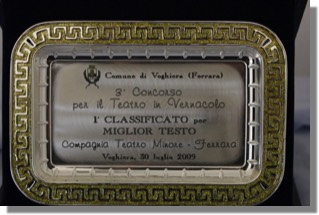 Comune di Voghiera (Ferrara)
3° Concorso
per il Teatro in Vernacolo
1° CLASSIFICATO per
MIGLIOR TESTO
Compagnia Teatro Minore - Ferrara
Voghiera, 30 luglio 2009